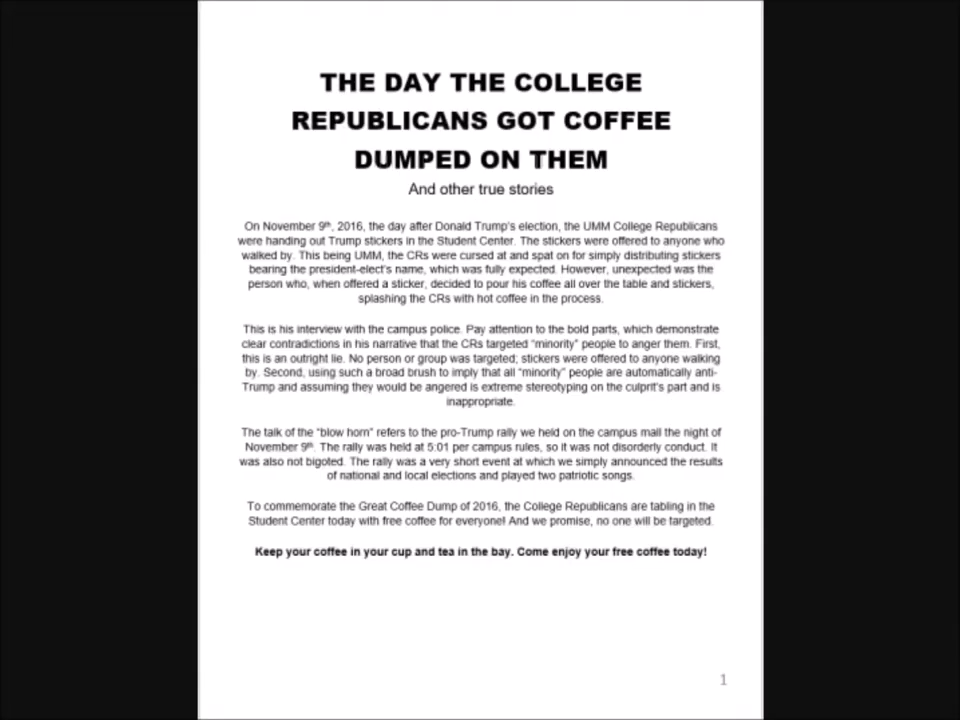 THE DAY THE COLLEGE
REPUBLICANS GOT COFFEE
DUMPED ON THEM
And other true stories
On November 9th, 2016, the day after Donald Trump's election, the UMM College Republicans
were handing out Trump stickers in the Student Center. The stickers were offered to anyone who
walked by. This being UMM, the CRs were cursed at and spat on for simply distributing stickers
bearing the president-elect's name, which was fully expected. However, unexpected was the
person who, when offered a sticker, decided to pour his coffee all over the table and stickers,
splashing the CRs with hot coffee in the process.
This is his interview with the campus police. Pay attention to the bold parts, which demonstrate
clear contradictions in his narrative that the CRs targeted “minority” people to anger them. First,
this is an outright lie. No person or group was targeted; stickers were offered to anyone walking
by. Second, using such a broad brush to imply that all “minority” people are automatically anti-
Trump and assuming they would be angered is extreme stereotyping on the culprit's part and is
inappropriate.
The talk of the “blow horn” refers to the pro-Trump rally we held on the campus mall the night of
November 9th. The rally was held at 5:01 per campus rules, so it was not disorderly conduct. It
was also not bigoted. The rally was a very short event at which we simply announced the results
of national and local elections and played two patriotic songs.
To commemorate the Great Coffee Dump of 2016, the College Republicans are tabling in the
Student Center today with free coffee for everyone! And we promise, no one will be targeted.
Keep your coffee in your cup and tea in the bay. Come enjoy your free coffee today!
1